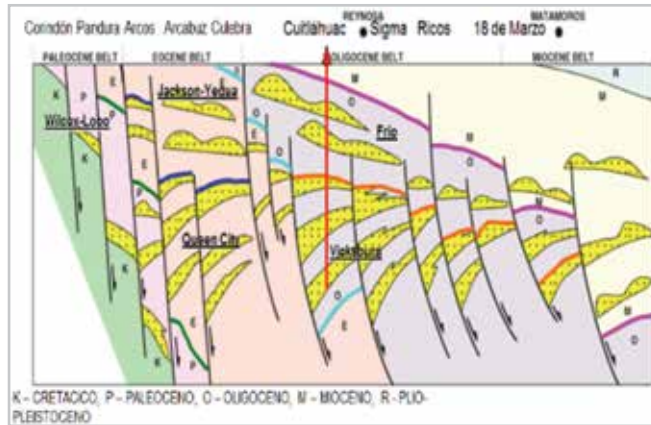 REYNOSA MATAMOROS
Corindón Pandura Arcos Arcabuz Culebra Cuitláhuac Sigma Ricos 18 de Marzo
PALEOCENE BELT EOCENE BELT OLIGOCENE BELT MIOCENE BELT
K P E O M R
Jackson-Yegua
Wilcox-Lobo
Frio
Queen City
Vicksburg
K – CRETACICO, P – PALEOCENO, O – OLIGOCENO, M – MIOCENO, R - PLIO-
PLEISTOCENO